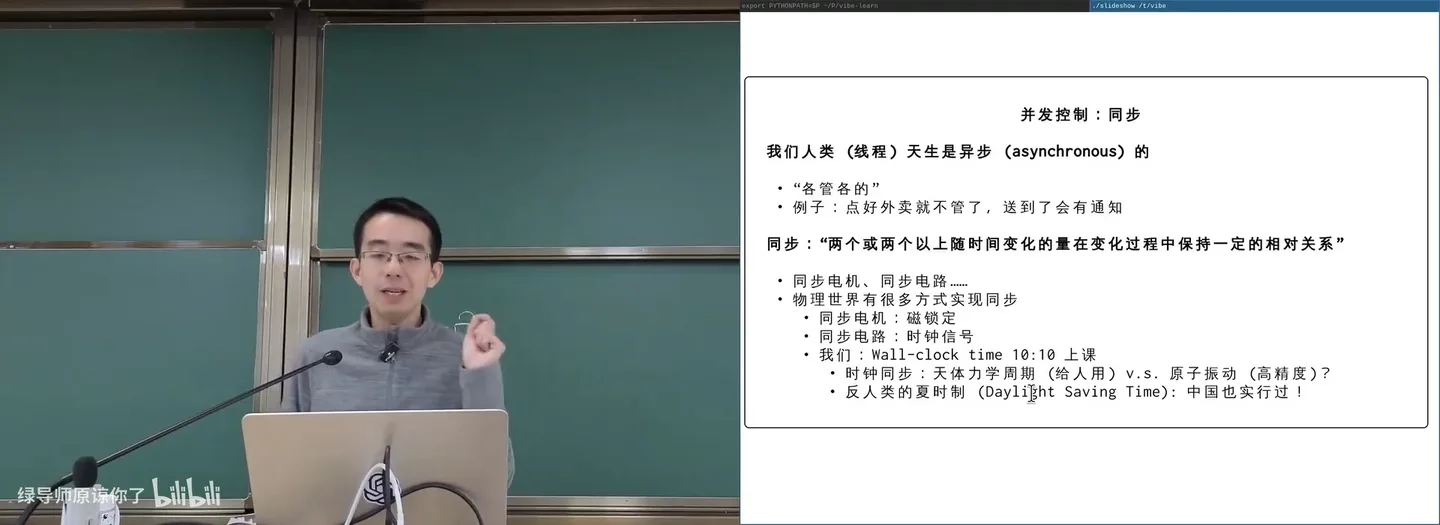 export PYTHONPATH=$P ~/P/vibe-learn
./slideshow /t/vibe
并发控制：同步
我们人类 (线程) 天生是异步 (asynchronous) 的
• “各管各的”
• 例子：点好外卖就不管了, 送到了会有通知
同步：“两个或两个以上随时间变化的量在变化过程中保持一定的相对关系”
• 同步电机、同步电路……
• 物理世界有很多方式实现同步
• 同步电机：磁锁定
• 同步电路：时钟信号
• 我们：Wall-clock time 10:10 上课
• 时钟同步：天体力学周期 (给人用) v.s. 原子振动 (高精度)?
• 反人类的夏时制 (Daylight Saving Time): 中国也实行过！
绿导师原谅你了 bilibili